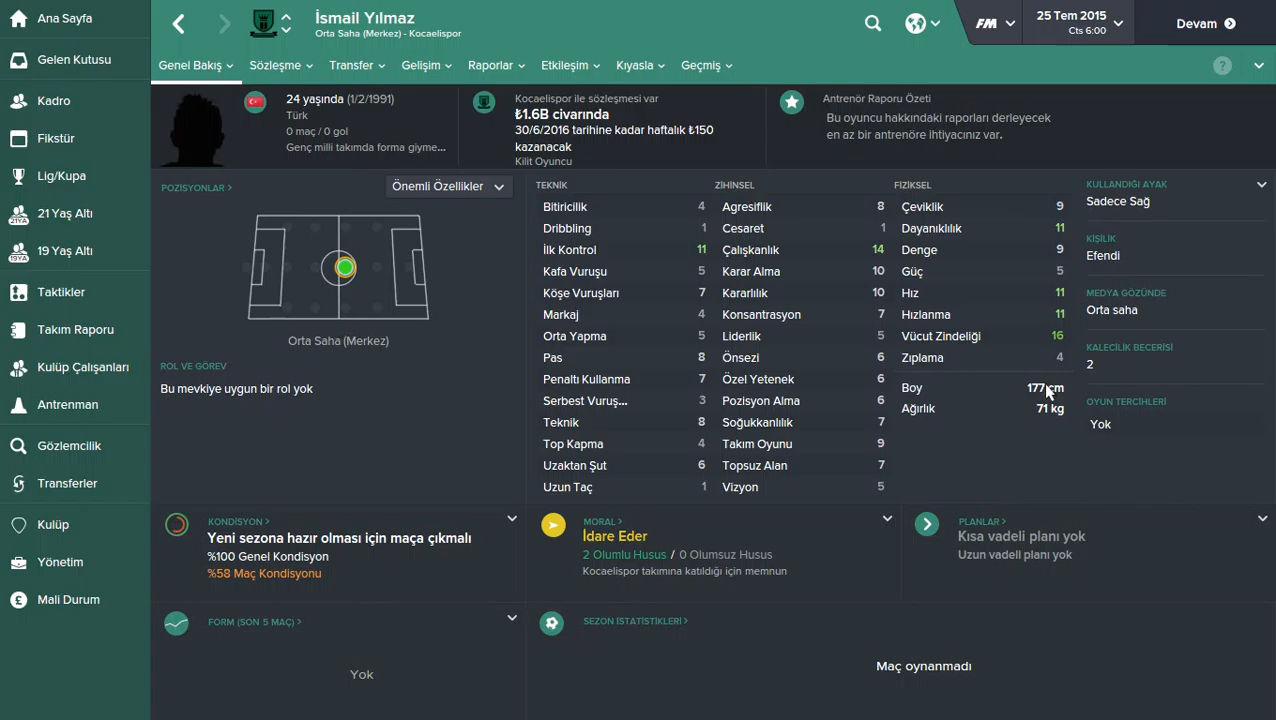 Ana Sayfa
Gelen Kutusu
Kadro
Fikstür
Lig/Kupa
21YA
21 Yaş Altı
19YA
19 Yaş Altı
Taktikler
Takım Raporu
Kulüp Çalışanları
Antrenman
Gözlemcilik
Transferler
Kulüp
Yönetim
Mali Durum
İsmail Yılmaz
Orta Saha (Merkez) - Kocaelispor
FM
25 Tem 2015
Cts 6:00
Devam
Genel Bakış
Sözleşme
Transfer
Gelişim
Raporlar
Etkileşim
Kıyasla
Geçmiş
?
24 yaşında (1/2/1991)
Türk
0 maç / 0 gol
Genç milli takımda forma giyme...
Kocaelispor ile sözleşmesi var
₺1.6B civarında
30/6/2016 tarihine kadar haftalık ₺150
kazanacak
Kilit Oyuncu
Antrenör Raporu Özeti
Bu oyuncu hakkındaki raporları derleyecek
en az bir antrenöre ihtiyacınız var.
POZİSYONLAR >
Önemli Özellikler
Orta Saha (Merkez)
ROL VE GÖREV
Bu mevkiye uygun bir rol yok
TEKNİK
Bitiricilik 4
Dribbling 1
İlk Kontrol 11
Kafa Vuruşu 5
Köşe Vuruşları 7
Markaj 4
Orta Yapma 5
Pas 8
Penaltı Kullanma 7
Serbest Vuruş... 3
Teknik 8
Top Kapma 4
Uzaktan Şut 6
Uzun Taç 1
ZİHİNSEL
Agresiflik 8
Cesaret 1
Çalışkanlık 14
Karar Alma 10
Kararlılık 10
Konsantrasyon 7
Liderlik 5
Önsezi 6
Özel Yetenek 6
Pozisyon Alma 6
Soğukkanlılık 7
Takım Oyunu 9
Topsuz Alan 7
Vizyon 5
FİZİKSEL
Çeviklik 9
Dayanıklılık 11
Denge 9
Güç 5
Hız 11
Hızlanma 11
Vücut Zindeliği 16
Zıplama 4
Boy 177 cm
Ağırlık 71 kg
KULLANDIĞI AYAK
Sadece Sağ
KİŞİLİK
Efendi
MEDYA GÖZÜNDE
Orta saha
KALECİLİK BECERİSİ
2
OYUN TERCİHLERİ
Yok
KONDİSYON >
Yeni sezona hazır olması için maça çıkmalı
%100 Genel Kondisyon
%58 Maç Kondisyonu
MORAL >
İdare Eder
2 Olumlu Husus / 0 Olumsuz Husus
Kocaelispor takımına katıldığı için memnun
PLANLAR >
Kısa vadeli planı yok
Uzun vadeli planı yok
FORM (SON 5 MAÇ) >
Yok
SEZON İSTATİSTİKLERİ >
Maç oynanmadı